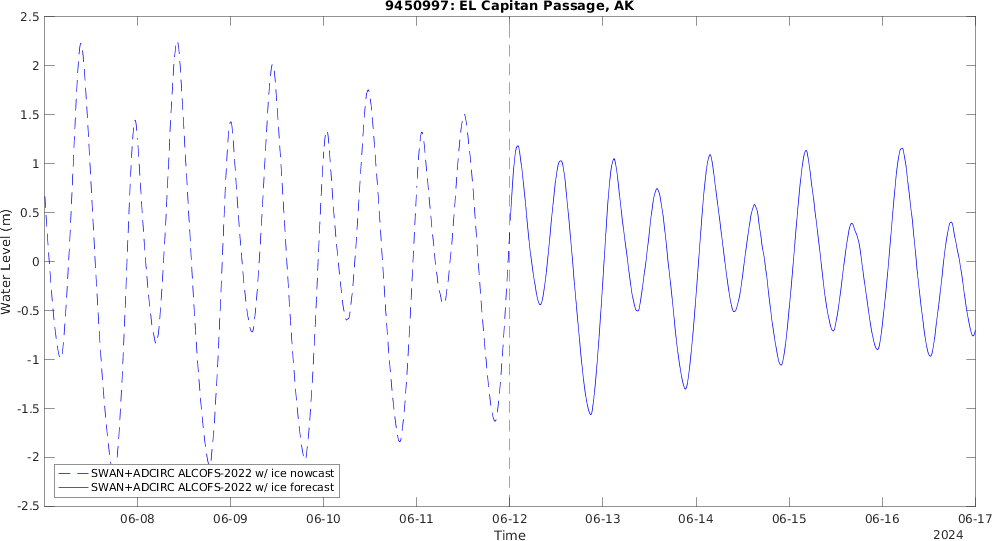 9450997: EL Capitan Passage, AK
2.5
2
1.5
1
0.5
0
-0.5
-1
-1.5
-2
-2.5
Water Level (m)
SWAN+ADCIRC ALCOFS-2022 w/ ice nowcast
SWAN+ADCIRC ALCOFS-2022 w/ ice forecast
06-08 06-09 06-10 06-11 06-12 06-13 06-14 06-15 06-16 06-17
Time
2024